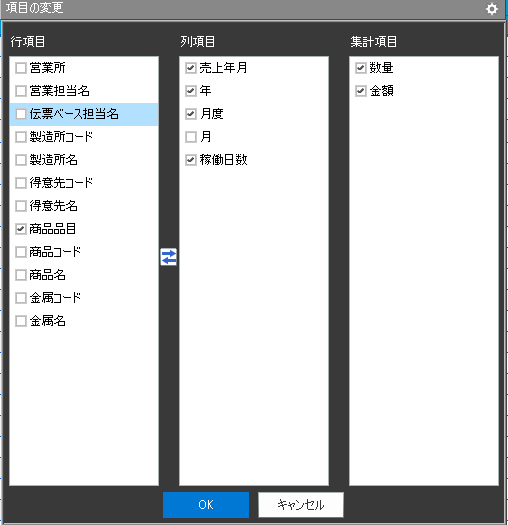 項目の変更
行項目
営業所
営業担当名
伝票ベース担当名
製造所コード
製造所名
得意先コード
得意先名
商品品目
商品コード
商品名
金属コード
金属名
列項目
売上年月
年
月度
月
稼働日数
集計項目
数量
金額
OK
キャンセル